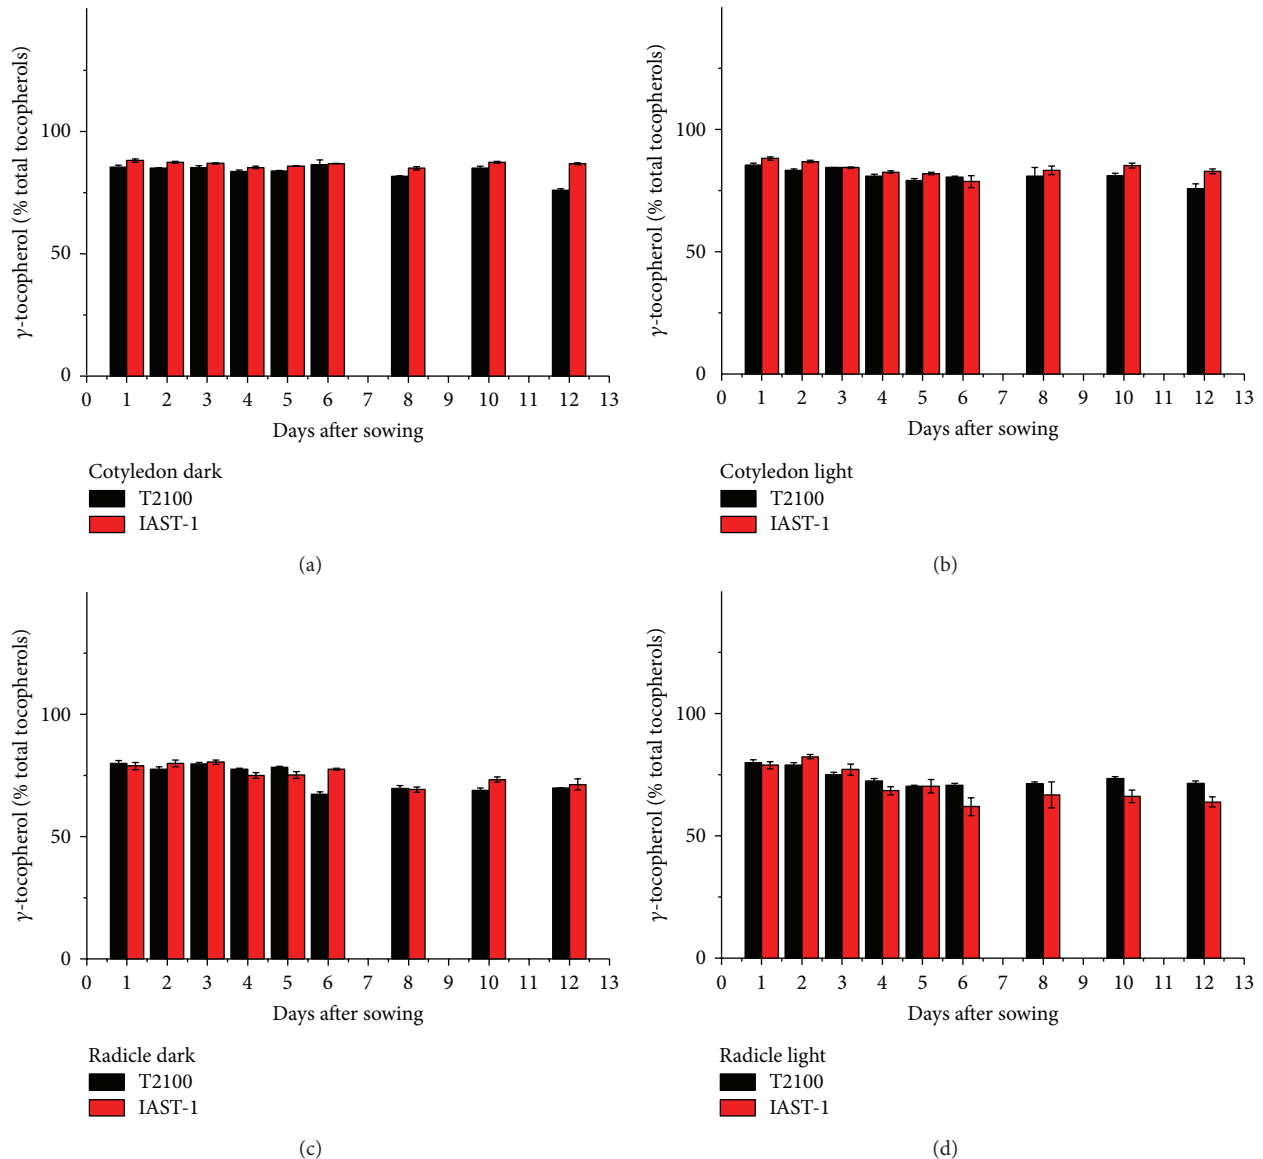 γ-tocopherol (% total tocopherols)
100
50
0
0 1 2 3 4 5 6 7 8 9 10 11 12 13
Days after sowing
Cotyledon dark
T2100
IAST-1
(a)
γ-tocopherol (% total tocopherols)
100
50
0
0 1 2 3 4 5 6 7 8 9 10 11 12 13
Days after sowing
Cotyledon light
T2100
IAST-1
(b)
γ-tocopherol (% total tocopherols)
100
50
0
0 1 2 3 4 5 6 7 8 9 10 11 12 13
Days after sowing
Radicle dark
T2100
IAST-1
(c)
γ-tocopherol (% total tocopherols)
100
50
0
0 1 2 3 4 5 6 7 8 9 10 11 12 13
Days after sowing
Radicle light
T2100
IAST-1
(d)